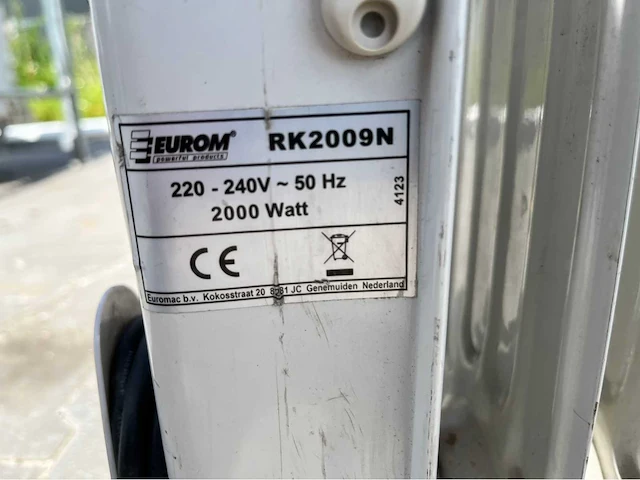 EUROM®
powerful products
RK2009N
220 - 240V ~ 50 Hz
2000 Watt
4123
CE
Euromac b.v. Kokosstraat 20 8281 JC Genemuiden Nederland